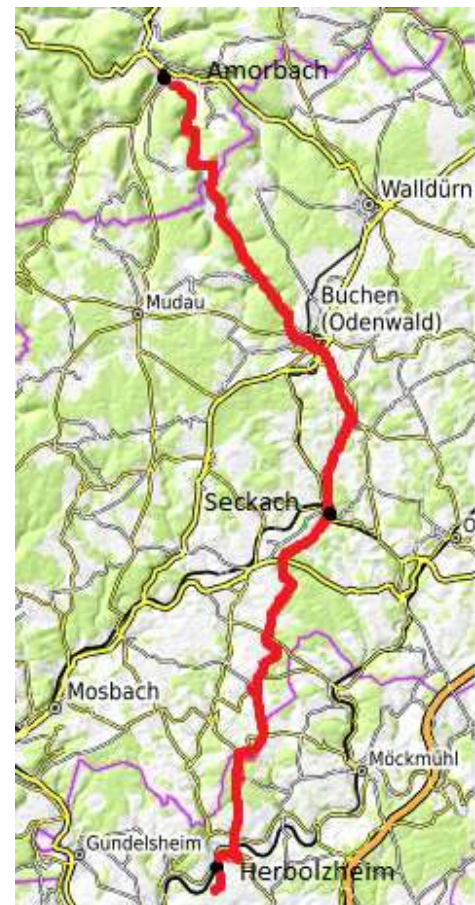 Amorbach
Walldürn
Buchen
(Odenwald)
Mudau
Seckach
Mosbach
Möckmühl
Gundelsheim
Herbolzheim